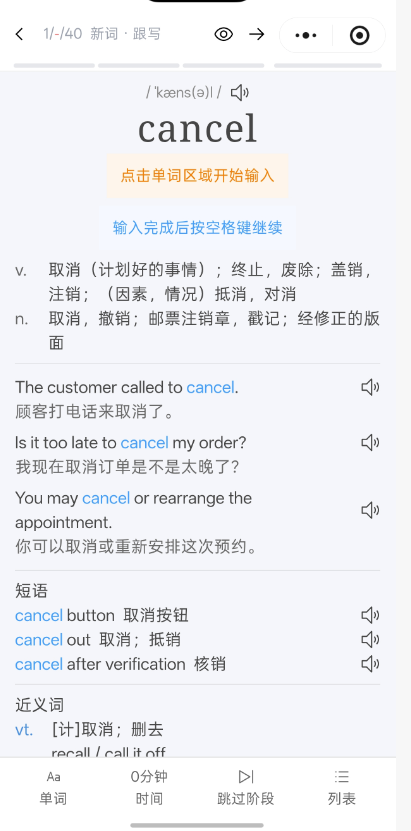 1/-/40 新词 · 跟写
/ˈkæns(ə)l/
cancel
点击单词区域开始输入
输入完成后按空格键继续
v. 取消（计划好的事情）；终止，废除；盖销，
注销；（因素，情况）抵消，对消
n. 取消，撤销；邮票注销章，戳记；经修正的版
面
The customer called to cancel.
顾客打电话来取消了。
Is it too late to cancel my order?
我现在取消订单是不是太晚了？
You may cancel or rearrange the
appointment.
你可以取消或重新安排这次预约。
短语
cancel button 取消按钮
cancel out 取消；抵销
cancel after verification 核销
近义词
vt. [计]取消；删去
recall / call it off
Aa 0分钟
单词 时间 跳过阶段 列表